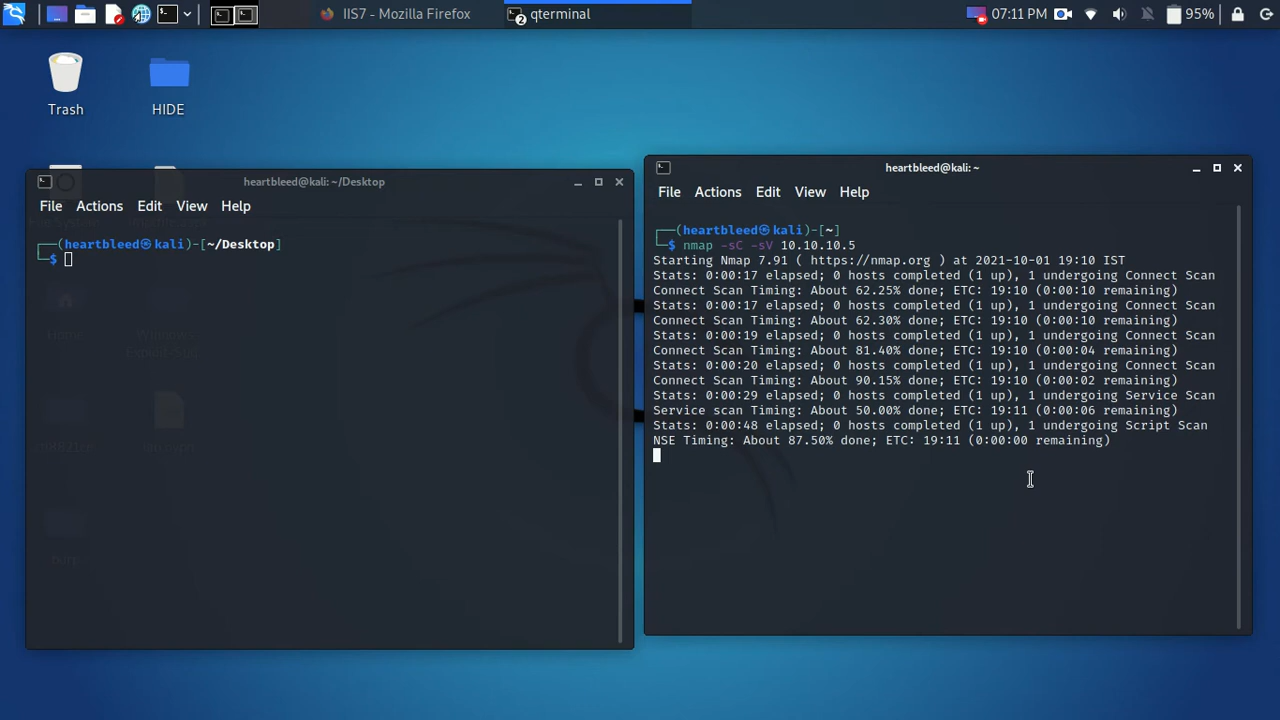 IIS7 - Mozilla Firefox
qterminal
2
07:11 PM
95%
Trash
HIDE
heartbleed@kali: ~/Desktop
File Actions Edit View Help
┌──(heartbleed㉿kali)-[~/Desktop]
└─$
Home
heartbleed@kali: ~
File Actions Edit View Help
┌──(heartbleed㉿kali)-[~]
└─$ nmap -sC -sV 10.10.10.5
Starting Nmap 7.91 ( https://nmap.org ) at 2021-10-01 19:10 IST
Stats: 0:00:17 elapsed; 0 hosts completed (1 up), 1 undergoing Connect Scan
Connect Scan Timing: About 62.25% done; ETC: 19:10 (0:00:10 remaining)
Stats: 0:00:17 elapsed; 0 hosts completed (1 up), 1 undergoing Connect Scan
Connect Scan Timing: About 62.30% done; ETC: 19:10 (0:00:10 remaining)
Stats: 0:00:19 elapsed; 0 hosts completed (1 up), 1 undergoing Connect Scan
Connect Scan Timing: About 81.40% done; ETC: 19:10 (0:00:04 remaining)
Stats: 0:00:20 elapsed; 0 hosts completed (1 up), 1 undergoing Connect Scan
Connect Scan Timing: About 90.15% done; ETC: 19:10 (0:00:02 remaining)
Stats: 0:00:29 elapsed; 0 hosts completed (1 up), 1 undergoing Service Scan
Service scan Timing: About 50.00% done; ETC: 19:11 (0:00:06 remaining)
Stats: 0:00:48 elapsed; 0 hosts completed (1 up), 1 undergoing Script Scan
NSE Timing: About 87.50% done; ETC: 19:11 (0:00:00 remaining)